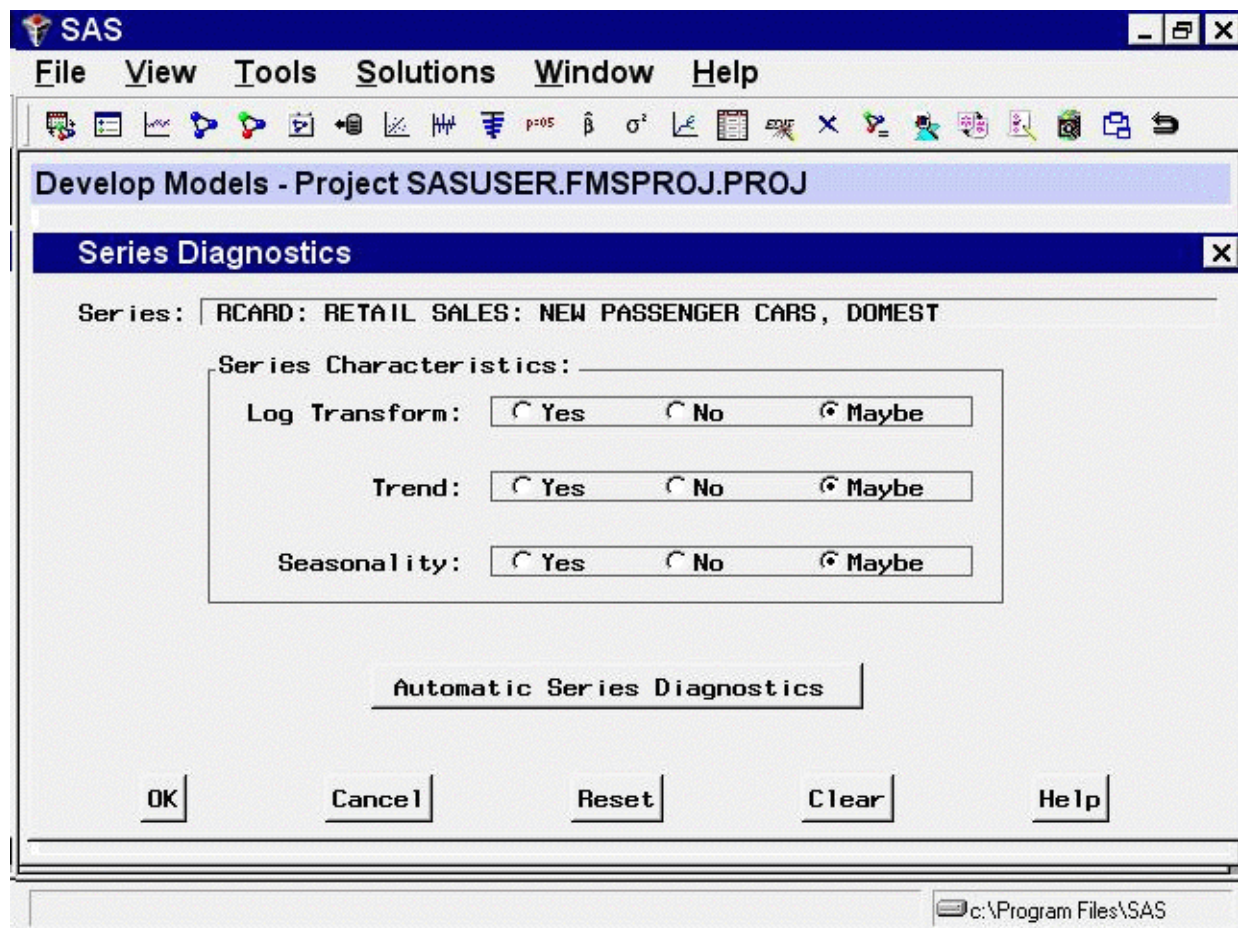 SAS
File View Tools Solutions Window Help
p=05 β̂ σ² EDIT
Develop Models - Project SASUSER.FMSPROJ.PROJ
Series Diagnostics
Series: RCARD: RETAIL SALES: NEW PASSENGER CARS, DOMEST
Series Characteristics:
Log Transform: Yes No Maybe
Trend: Yes No Maybe
Seasonality: Yes No Maybe
Automatic Series Diagnostics
OK Cancel Reset Clear Help
c:\Program Files\SAS